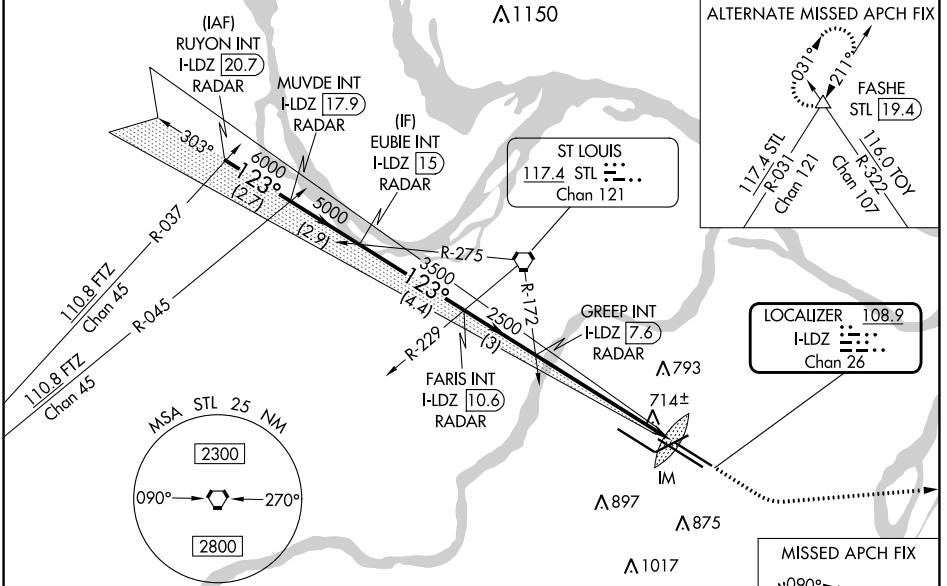 1150
(IAF)
RUYON INT
I-LDZ 20.7
RADAR
MUVDE INT
I-LDZ 17.9
RADAR
(IF)
EUBIE INT
I-LDZ 15
RADAR
ST LOUIS
117.4 STL
Chan 121
ALTERNATE MISSED APCH FIX
031°
211°
FASHE
STL 19.4
117.4 STL
R-031
Chan 121
116.0 TOY
R-322
Chan 107
303°
6000
123°
(2.7)
5000
(2.9)
R-275
3500
123°
(4.4)
R-172
2500
(3)
R-229
110.8 FTZ
Chan 45
R-037
110.8 FTZ
Chan 45
R-045
FARIS INT
I-LDZ 10.6
RADAR
GREEP INT
I-LDZ 7.6
RADAR
LOCALIZER 108.9
I-LDZ
Chan 26
793
714±
IM
897
875
1017
MSA STL 25 NM
2300
090°
270°
2800
MISSED APCH FIX
090°